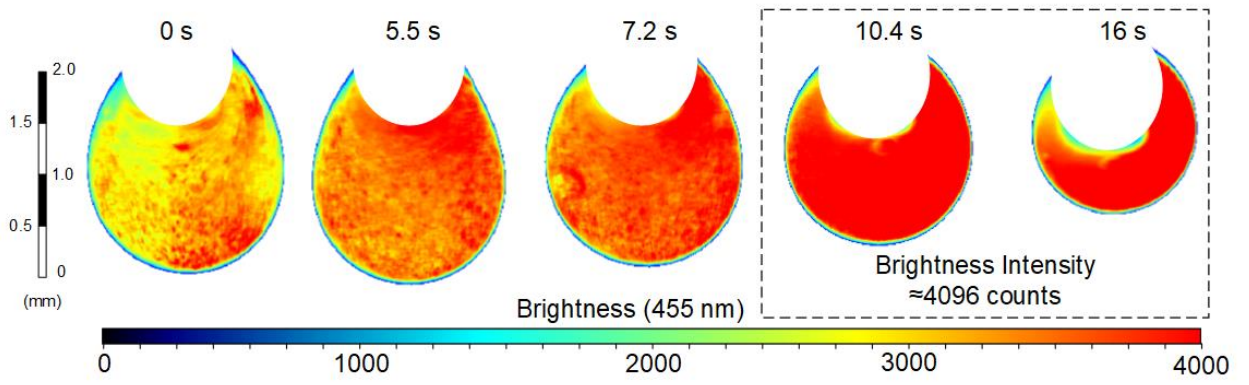 0 s
5.5 s
7.2 s
10.4 s
16 s
2.0
1.5
1.0
0.5
0
(mm)
Brightness Intensity
≈4096 counts
Brightness (455 nm)
0
1000
2000
3000
4000